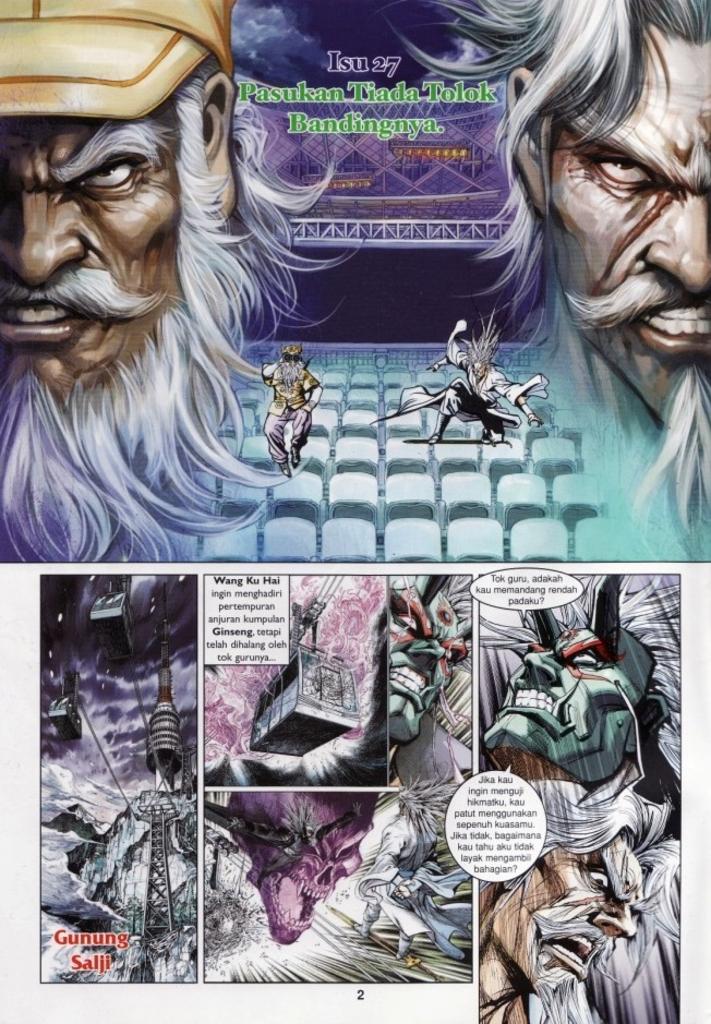 Isu 27
Pasukan Tiada Tolok
Bandingnya.
Wang Ku Hai
ingin menghadiri
pertempuran
anjuran kumpulan
Ginseng, tetapi
telah dihalang oleh
tok gurunya...
Tok guru, adakah
kau memandang rendah
padaku?
Jika kau
ingin menguji
hikmatku, kau
patut menggunakan
sepenuh kuasamu.
Jika tidak, bagaimana
kau tahu aku tidak
layak mengambil
bahagian?
Gunung
Salji
2